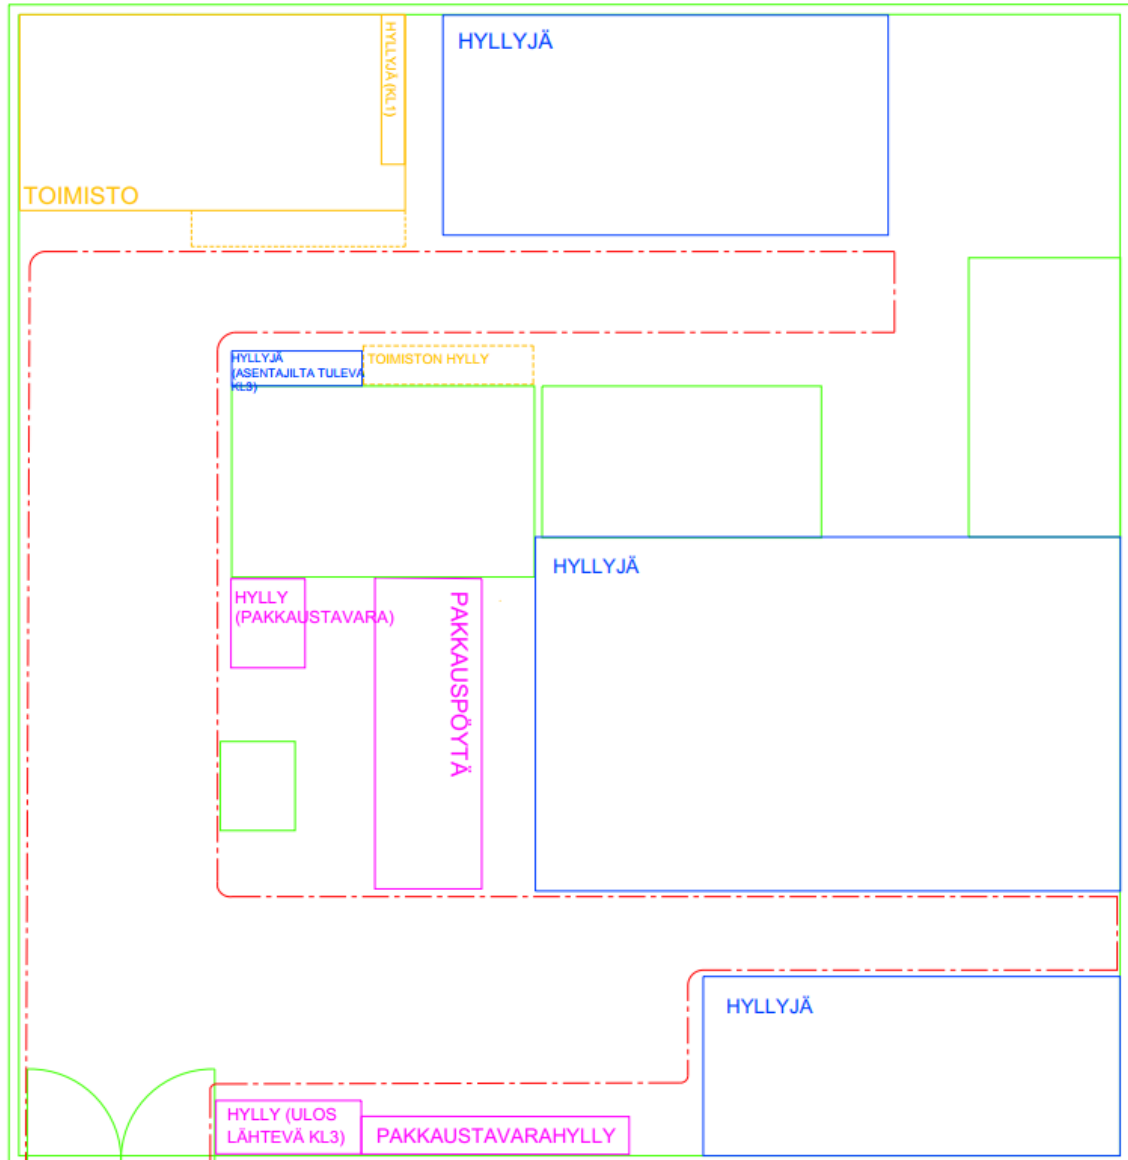 HYLLYJÄ (KL1)
HYLLYJÄ
TOIMISTO
HYLLYJÄ
(ASENTAJILTA TULEVA
KL3)
TOIMISTON HYLLY
HYLLYJÄ
HYLLY
(PAKKAUSTAVARA)
PAKKAUSPÖYTÄ
HYLLYJÄ
HYLLY (ULOS
LÄHTEVÄ KL3)
PAKKAUSTAVARAHYLLY